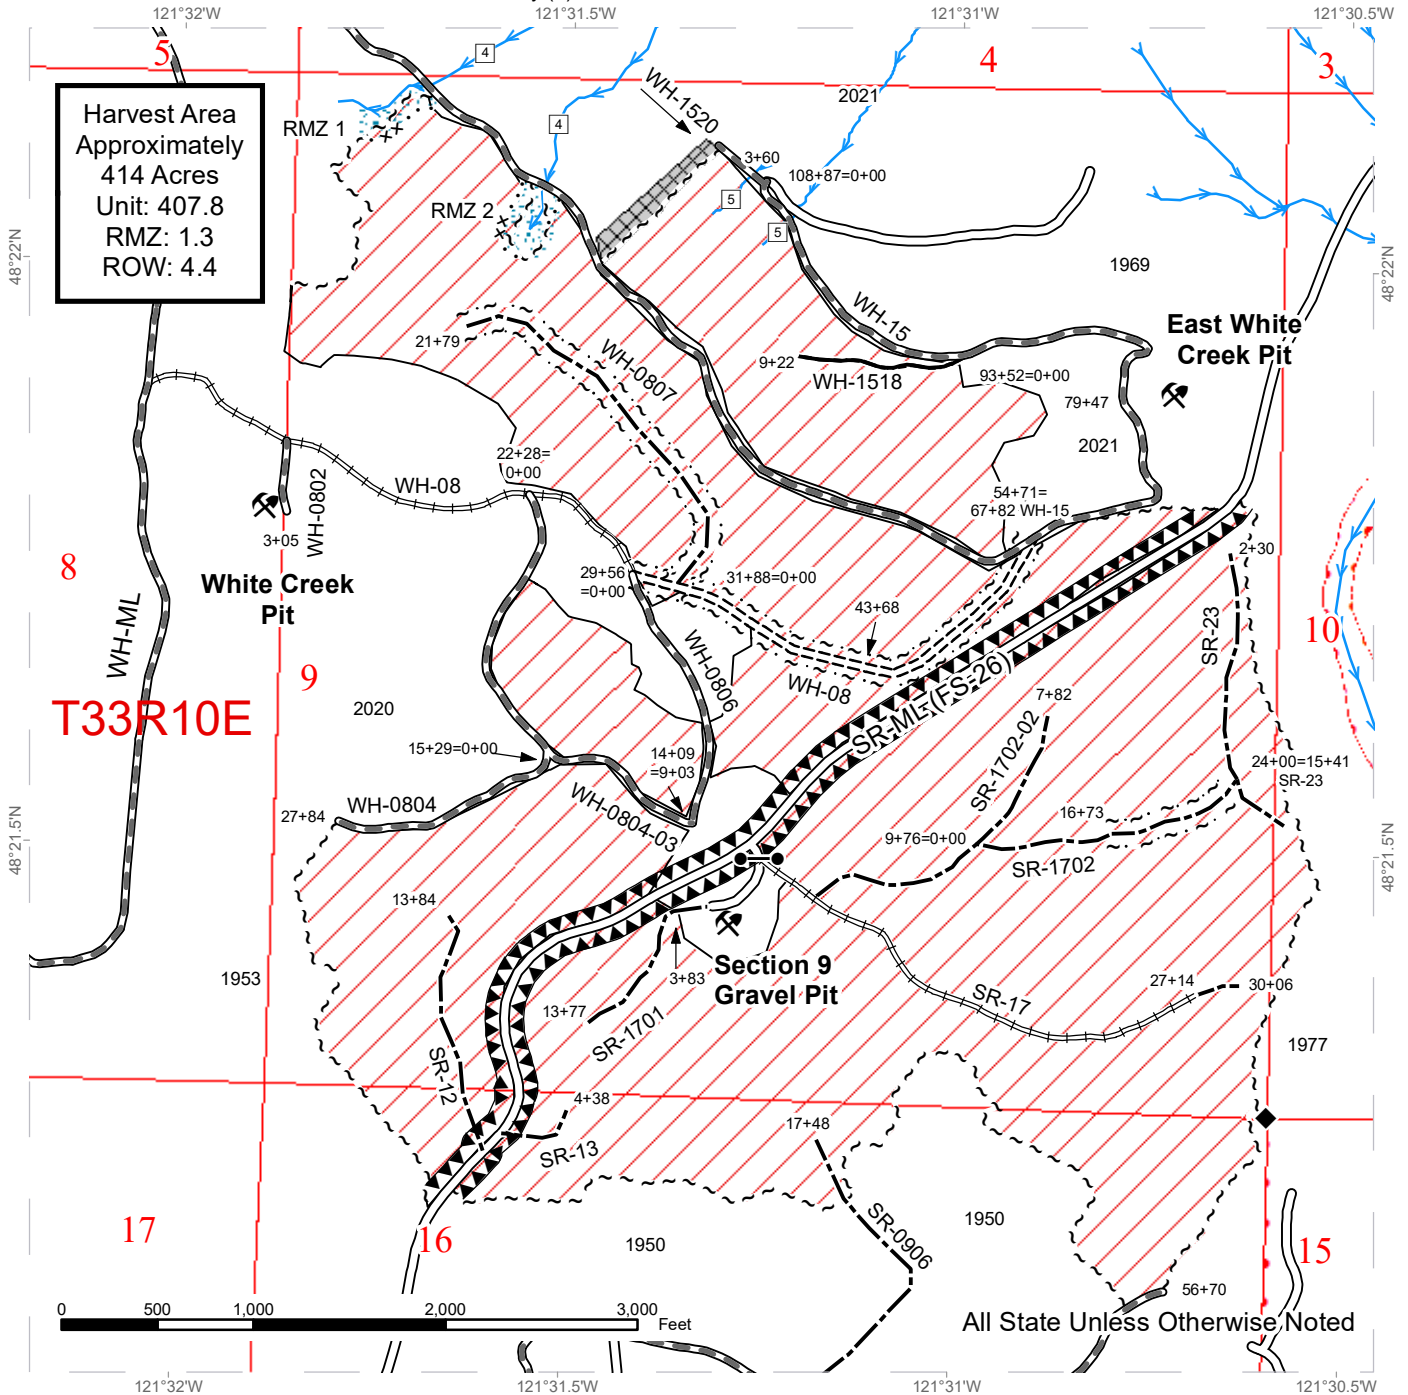 121°32'W
121°31.5'W
121°31'W
121°30.5'W
5
4
3
4
Harvest Area
Approximately
414 Acres
Unit: 407.8
RMZ: 1.3
ROW: 4.4
RMZ 1
4
WH-1520
2021
3+60
108+87=0+00
5
RMZ 2
5
48°22'N
48°22'N
1969
WH-15
East White
Creek Pit
21+79
WH-0807
9+22
WH-1518
93+52=0+00
79+47
2021
22+28=
0+00
WH-08
WH-0802
54+71=
67+82 WH-15
3+05
2+30
8
White Creek
Pit
29+56
=0+00
31+88=0+00
43+68
WH-ML
SR-23
10
9
WH-0806
WH-08
SR-ML (FS-26)
7+82
T33R10E
2020
15+29=0+00
14+09
=9+03
SR-1702-02
24+00=15+41
SR-23
27+84
WH-0804
WH-0804-03
16+73
9+76=0+00
SR-1702
48°21.5'N
48°21.5'N
13+84
3+83
Section 9
Gravel Pit
1953
13+77
SR-1701
SR-17
27+14
30+06
1977
SR-12
4+38
17+48
SR-13
SR-0906
17
16
1950
1950
15
56+70
0
500
1,000
2,000
3,000
Feet
All State Unless Otherwise Noted
121°32'W
121°31.5'W
121°31'W
121°30.5'W